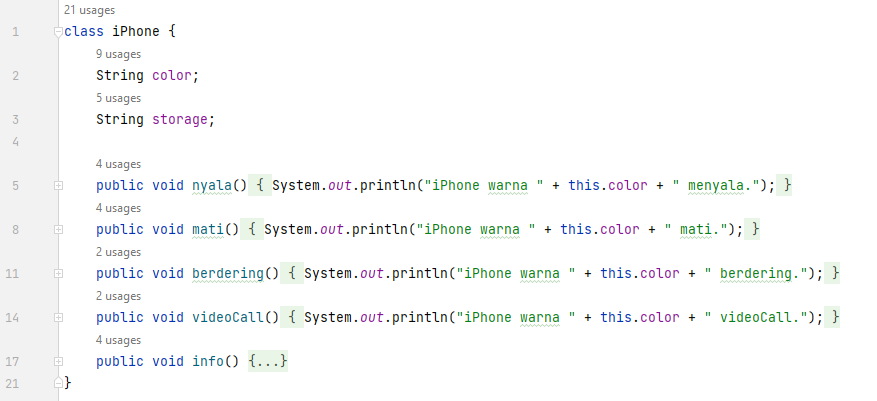 21 usages
1 class iPhone {
9 usages
2 String color;
5 usages
3 String storage;
4
4 usages
5 public void nyala() { System.out.println("iPhone warna " + this.color + " menyala."); }
4 usages
8 public void mati() { System.out.println("iPhone warna " + this.color + " mati."); }
2 usages
11 public void berdering() { System.out.println("iPhone warna " + this.color + " berdering."); }
2 usages
14 public void videoCall() { System.out.println("iPhone warna " + this.color + " videoCall."); }
4 usages
17 public void info() {...}
21 }